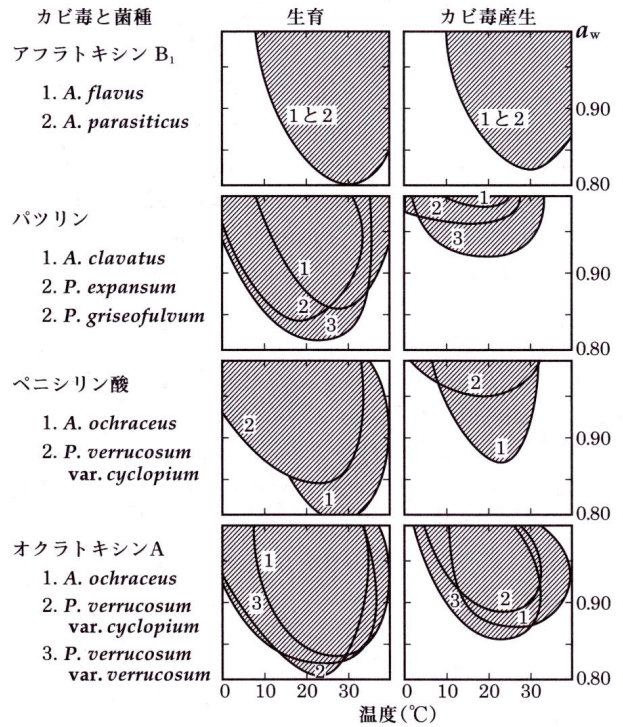 カビ毒と菌種 生育 カビ毒産生
aw
アフラトキシン B₁
1. A. flavus
2. A. parasiticus
1と2 1と2
0.90
0.80
パツリン
1. A. clavatus
2. P. expansum
2. P. griseofulvum
1 2 3
1 2 3
0.90
0.80
ペニシリン酸
1. A. ochraceus
2. P. verrucosum
var. cyclopium
2 1
2 1
0.90
0.80
オクラトキシンA
1. A. ochraceus
2. P. verrucosum
var. cyclopium
3. P. verrucosum
var. verrucosum
1 3 2
3 2 1
0.90
0.80
0 10 20 30 0 10 20 30
温度(℃)